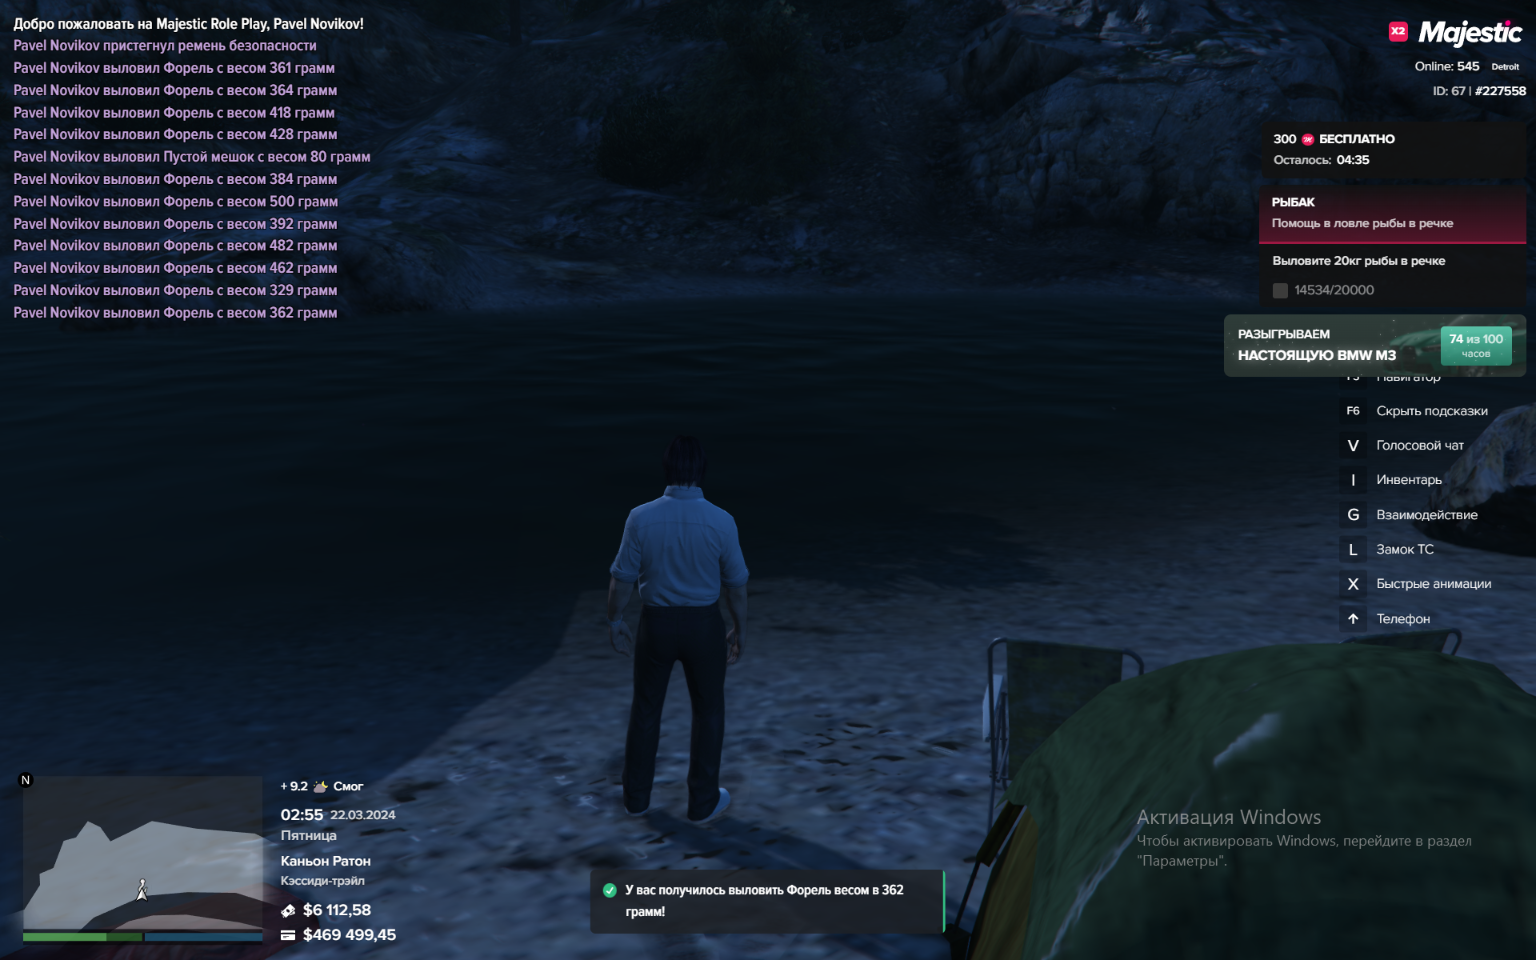 Добро пожаловать на Majestic Role Play, Pavel Novikov!
Pavel Novikov пристегнул ремень безопасности
Pavel Novikov выловил Форель с весом 361 грамм
Pavel Novikov выловил Форель с весом 364 грамм
Pavel Novikov выловил Форель с весом 418 грамм
Pavel Novikov выловил Форель с весом 428 грамм
Pavel Novikov выловил Пустой мешок с весом 80 грамм
Pavel Novikov выловил Форель с весом 384 грамм
Pavel Novikov выловил Форель с весом 500 грамм
Pavel Novikov выловил Форель с весом 392 грамм
Pavel Novikov выловил Форель с весом 482 грамм
Pavel Novikov выловил Форель с весом 462 грамм
Pavel Novikov выловил Форель с весом 329 грамм
Pavel Novikov выловил Форель с весом 362 грамм
X2 Majestic
Online: 545 Detroit
ID: 67 | #227558
300 БЕСПЛАТНО
Осталось: 04:35
РЫБАК
Помощь в ловле рыбы в речке
Выловите 20кг рыбы в речке
14534/20000
РАЗЫГРЫВАЕМ
НАСТОЯЩУЮ BMW M3
74 из 100
часов
Навигатор
F6 Скрыть подсказки
V Голосовой чат
I Инвентарь
G Взаимодействие
L Замок ТС
X Быстрые анимации
↑ Телефон
N
+ 9.2 Смог
02:55 22.03.2024
Пятница
Каньон Ратон
Кэссиди-трэйл
$6 112,58
$469 499,45
У вас получилось выловить Форель весом в 362
грамм!
Активация Windows
Чтобы активировать Windows, перейдите в раздел
"Параметры".